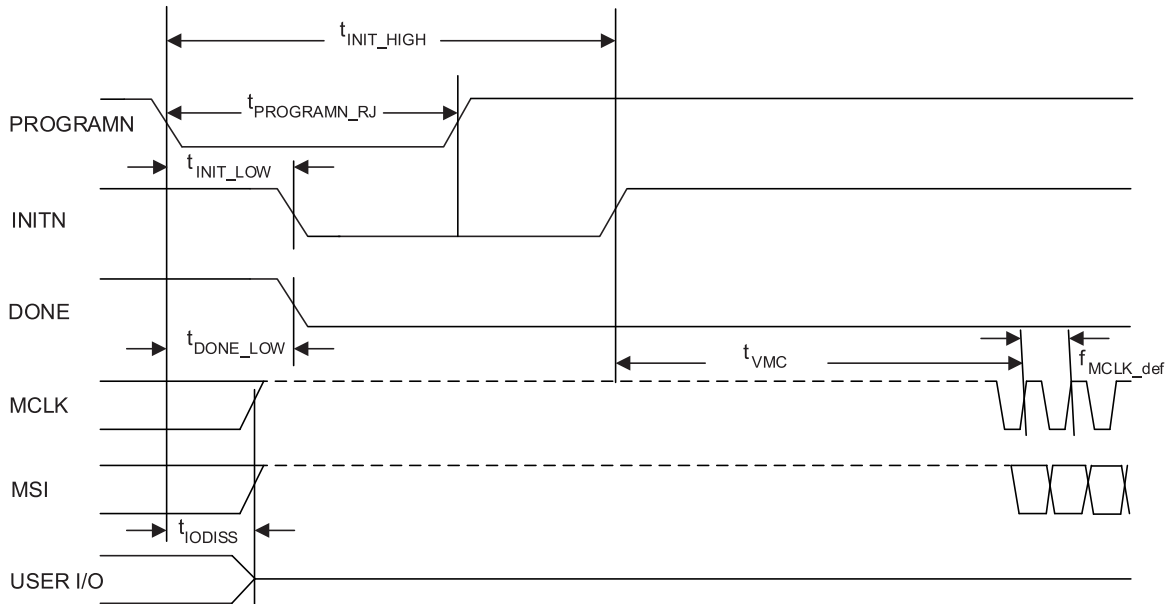 tINIT_HIGH
tPROGRAMN_RJ
PROGRAMN
tINIT_LOW
INITN
DONE
tDONE_LOW
tVMC
fMCLK_def
MCLK
MSI
tIODISS
USER I/O